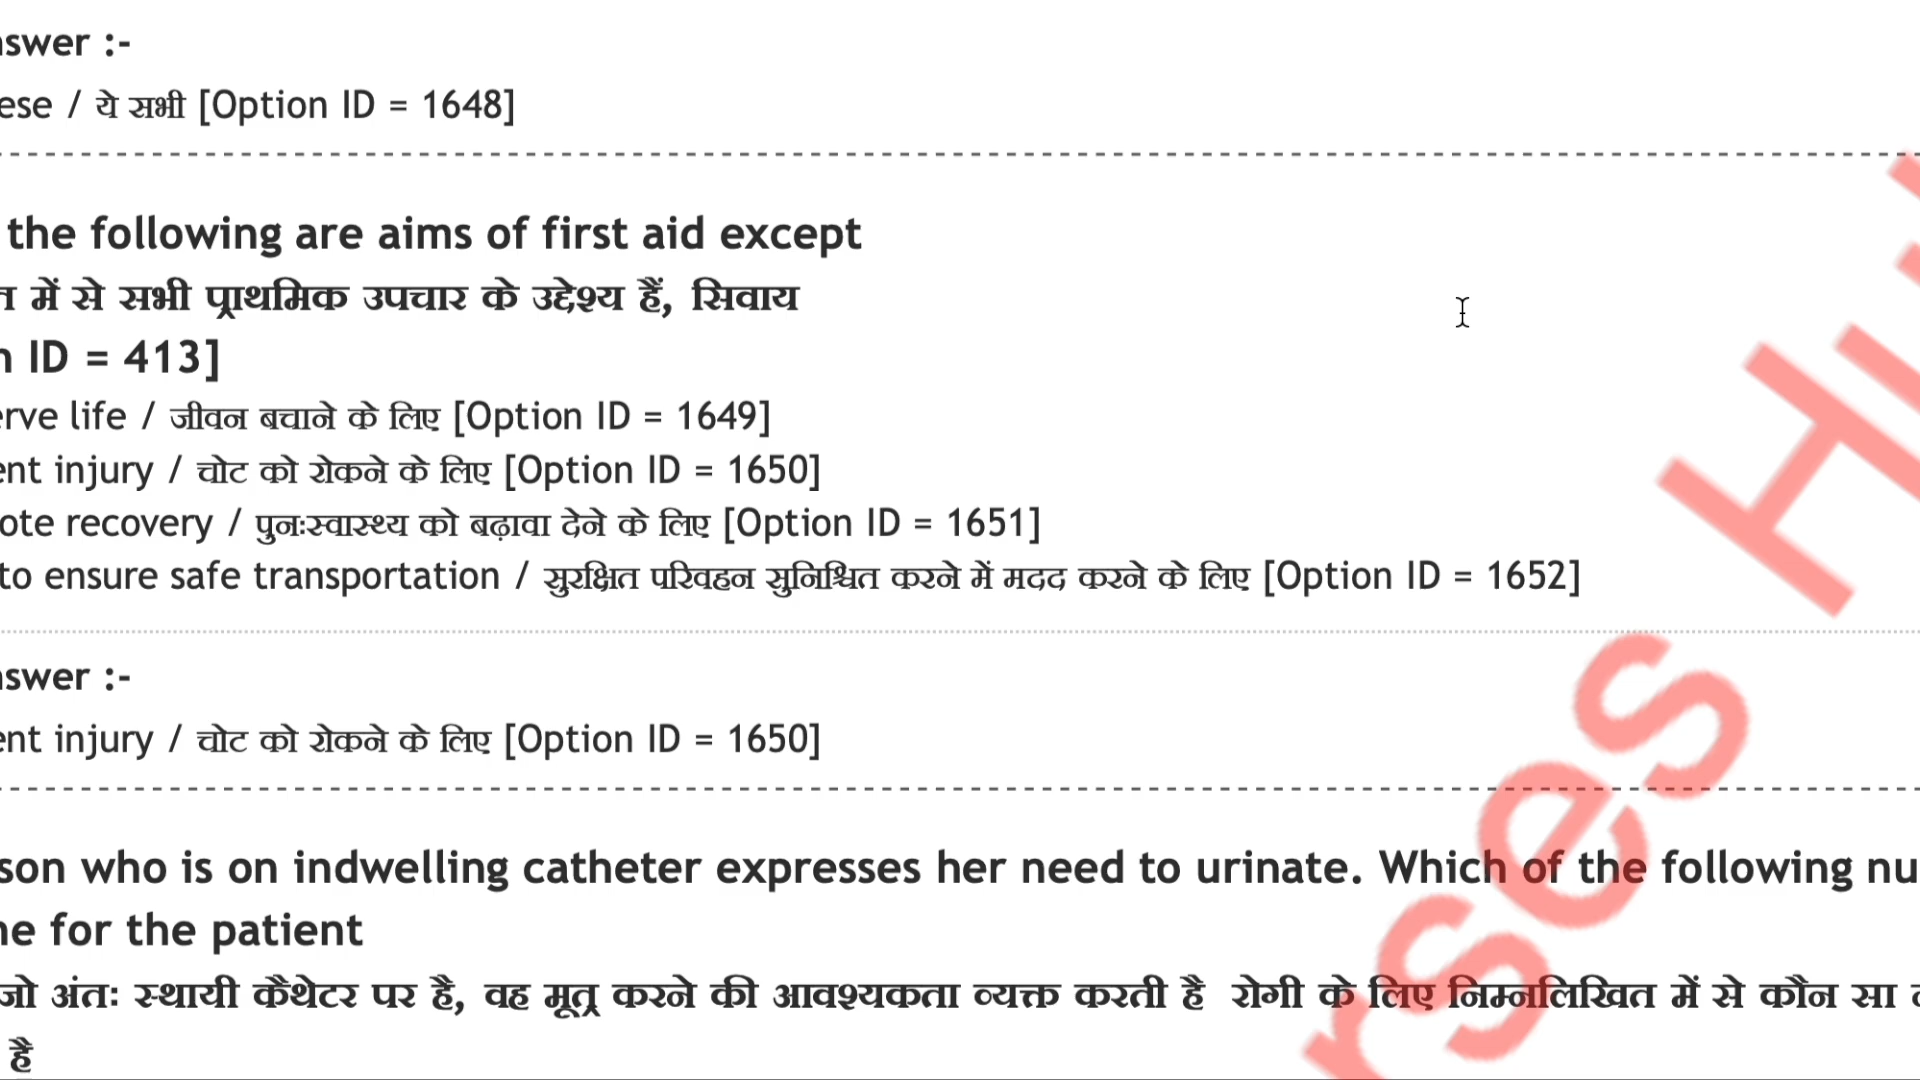 nswer :-
ese / ये सभी [Option ID = 1648]
the following are aims of first aid except
त में से सभी प्राथमिक उपचार के उद्देश्य हैं, सिवाय
n ID = 413]
erve life / जीवन बचाने के लिए [Option ID = 1649]
ent injury / चोट को रोकने के लिए [Option ID = 1650]
ote recovery / पुनःस्वास्थ्य को बढ़ावा देने के लिए [Option ID = 1651]
to ensure safe transportation / सुरक्षित परिवहन सुनिश्चित करने में मदद करने के लिए [Option ID = 1652]
nswer :-
ent injury / चोट को रोकने के लिए [Option ID = 1650]
son who is on indwelling catheter expresses her need to urinate. Which of the following nu
ne for the patient
जो अंतः स्थायी कैथेटर पर है, वह मूत्र करने की आवश्यकता व्यक्त करती है रोगी के लिए निम्नलिखित में से कौन सा
है
rses H